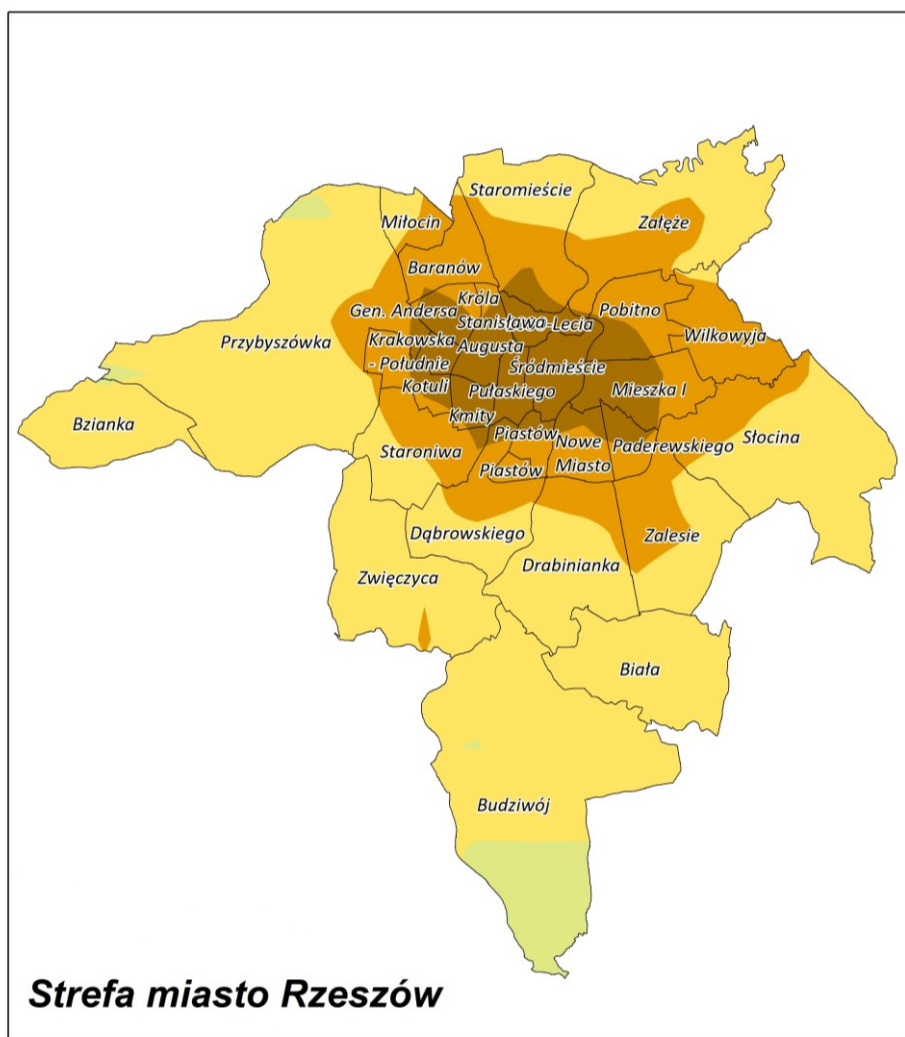 Staromieście
Miłocin
Załęże
Baranów
Króla
Gen. Andersa
Pobitno
Stanisława
-Lecia
Wilkowyja
Krakowska
Przybyszówka
Augusta
- Południe
Śródmieście
Kotuli
Pułaskiego
Mieszka I
Kmity
Bzianka
Piastów
Nowe
Paderewskiego
Słocina
Staroniwa
Piastów
Miasto
Dąbrowskiego
Zalesie
Drabinianka
Zwięczyca
Biała
Budziwój
Strefa miasto Rzeszów